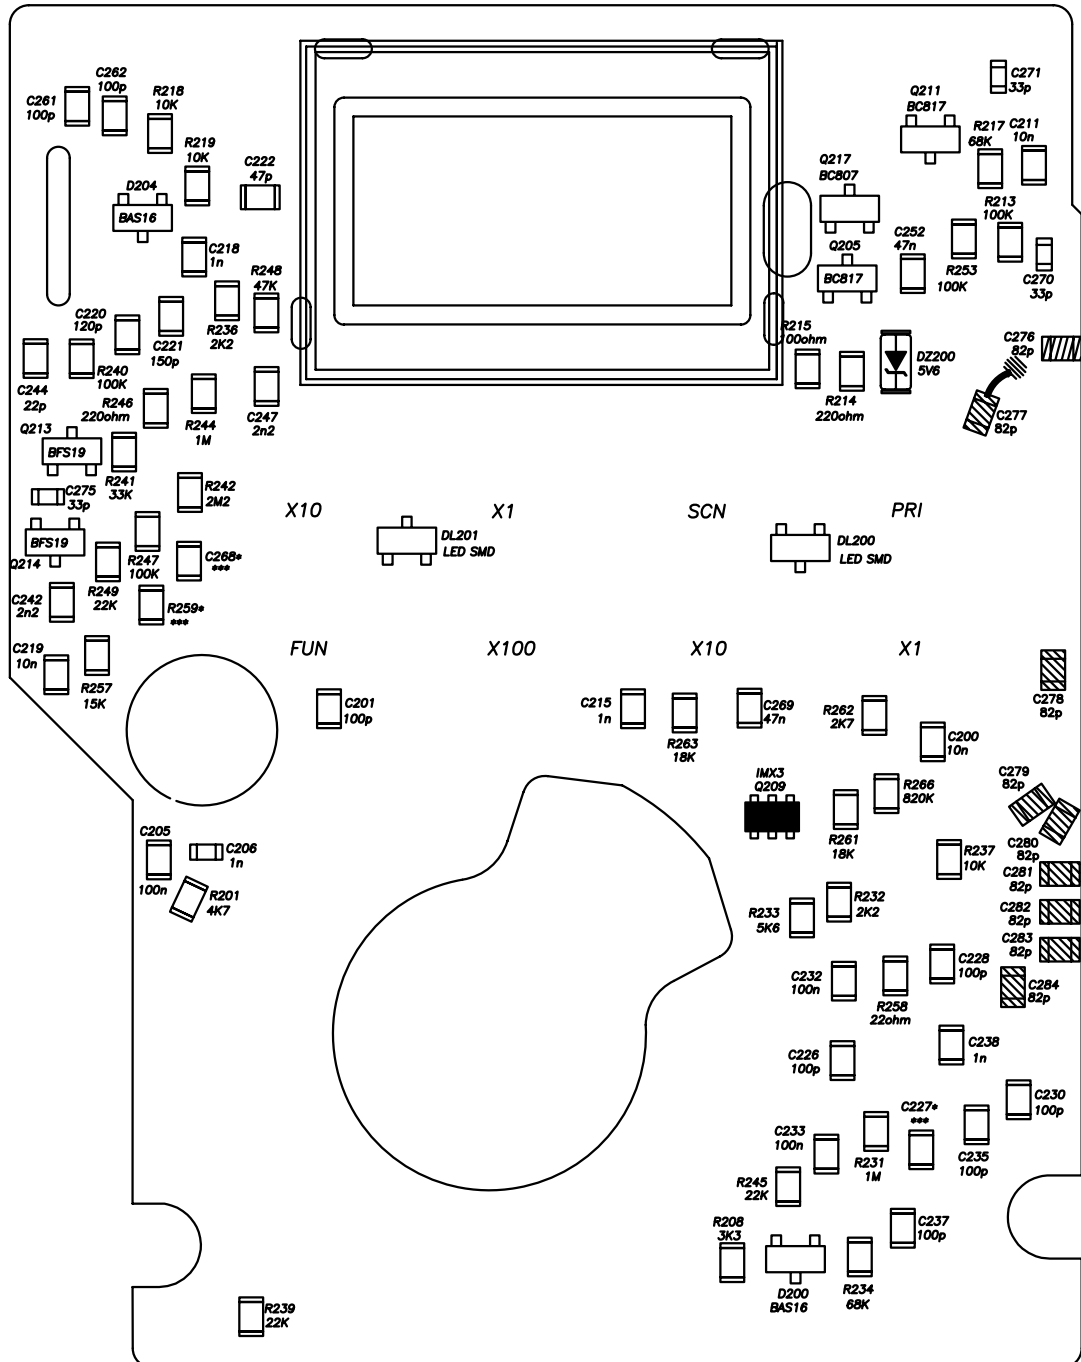 C262
100p
C261
100p
R218
10K
R219
10K
C222
47p
D204
BAS16
C218
1n
R248
47K
C220
120p
C221
150p
R236
2K2
R240
100K
C244
22p
R246
220ohm
R244
1M
C247
2n2
Q213
BFS19
R241
33K
R242
2M2
C275
33p
BFS19
Q214
R247
100K
C268*
***
R249
22K
C242
2n2
R259*
***
C219
10n
R257
15K
C271
33p
Q211
BC817
R217
68K
C211
10n
Q217
BC807
R213
100K
Q205
BC817
C252
47n
R253
100K
C270
33p
R215
100ohm
DZ200
5V6
C276
82p
R214
220ohm
C277
82p
X10
X1
SCN
PRI
DL201
LED SMD
DL200
LED SMD
FUN
X100
X10
X1
C201
100p
C215
1n
R263
18K
C269
47n
R262
2K7
C200
10n
C278
82p
IMX3
Q209
R266
820K
C279
82p
R261
18K
R237
10K
C280
82p
C281
82p
C282
82p
C283
82p
C284
82p
C205
100n
C206
1n
R201
4K7
R233
5K6
R232
2K2
C232
100n
R258
22ohm
C228
100p
C226
100p
C238
1n
C230
100p
C227*
***
C233
100n
R231
1M
C235
100p
R245
22K
R208
3K3
C237
100p
D200
BAS16
R234
68K
R239
22K